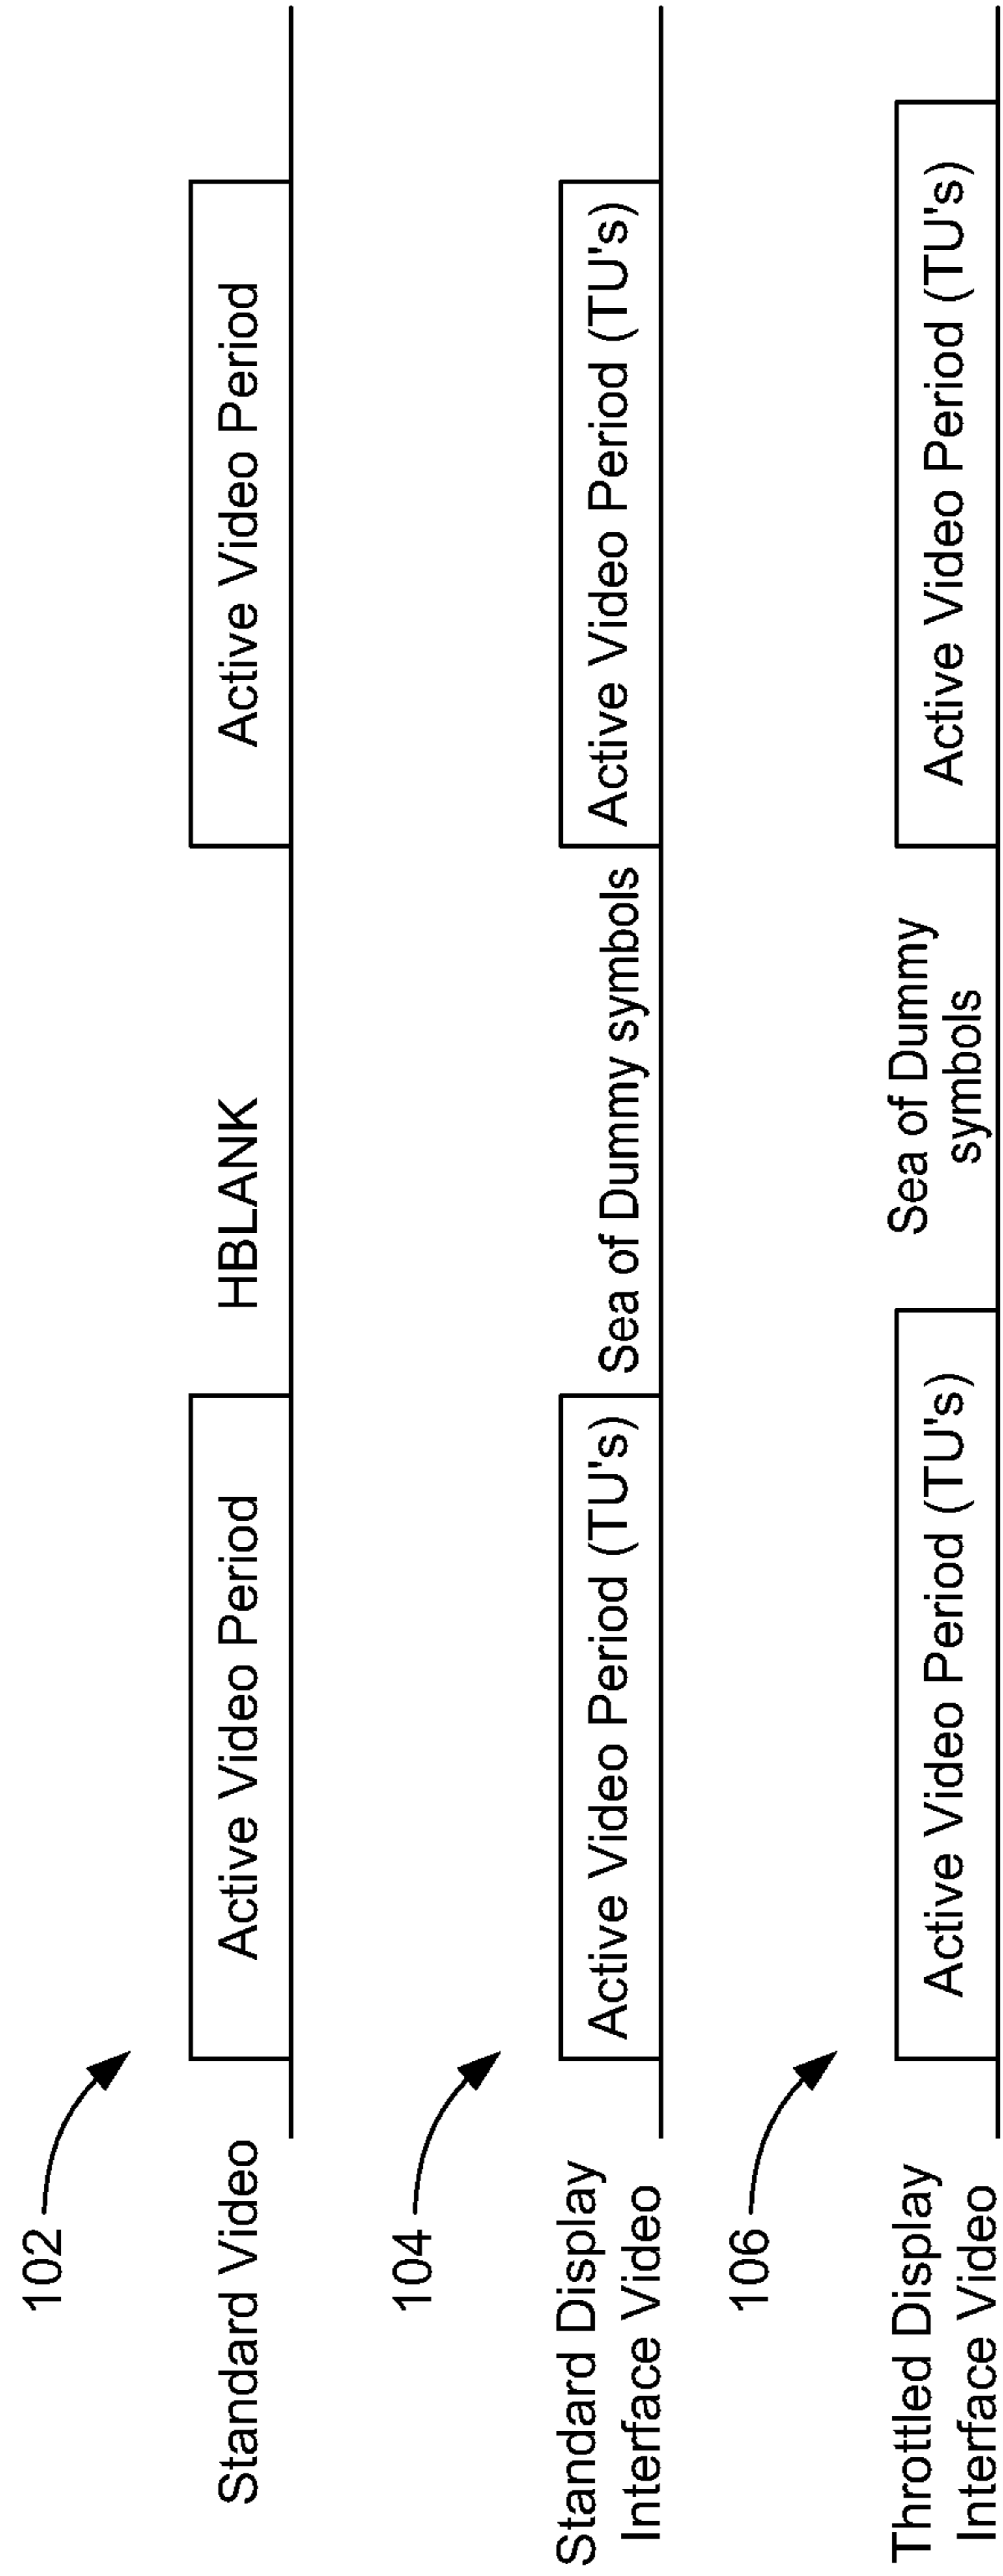 102
Standard Video
Active Video Period
HBLANK
Active Video Period
104
Standard Display
Interface Video
Active Video Period (TU's)
Sea of Dummy symbols
Active Video Period (TU's)
106
Throttled Display
Interface Video
Active Video Period (TU's)
Sea of Dummy
symbols
Active Video Period (TU's)